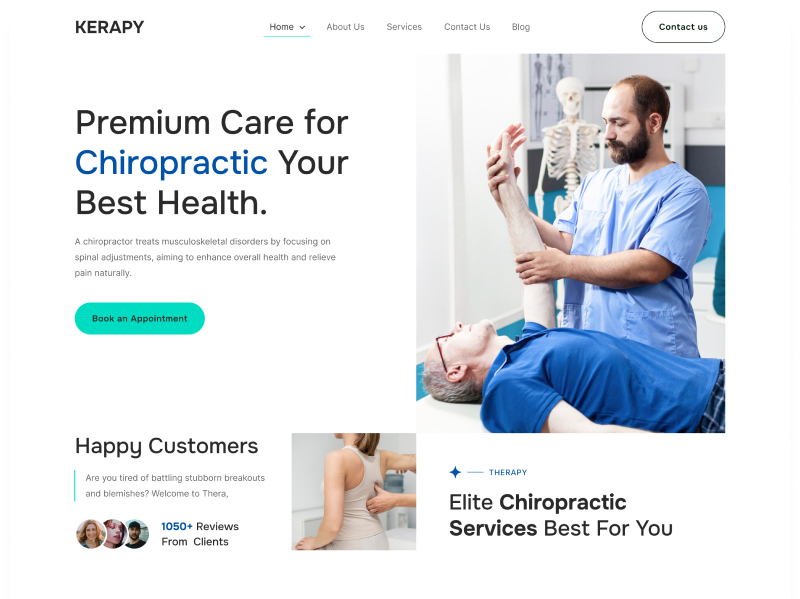 KERAPY
Home
About Us
Services
Contact Us
Blog
Contact us
Premium Care for
Chiropractic Your
Best Health.
A chiropractor treats musculoskeletal disorders by focusing on
spinal adjustments, aiming to enhance overall health and relieve
pain naturally.
Book an Appointment
Happy Customers
Are you tired of battling stubborn breakouts
and blemishes? Welcome to Thera,
1050+ Reviews
From Clients
THERAPY
Elite Chiropractic
Services Best For You